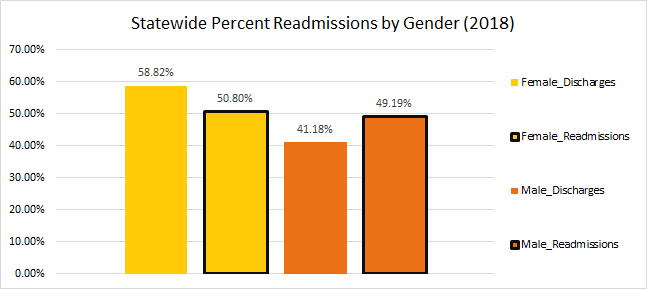 Statewide Percent Readmissions by Gender (2018)
70.00%
60.00%
50.00%
40.00%
30.00%
20.00%
10.00%
0.00%
58.82%
50.80%
41.18%
49.19%
Female_Discharges
Female_Readmissions
Male_Discharges
Male_Readmissions